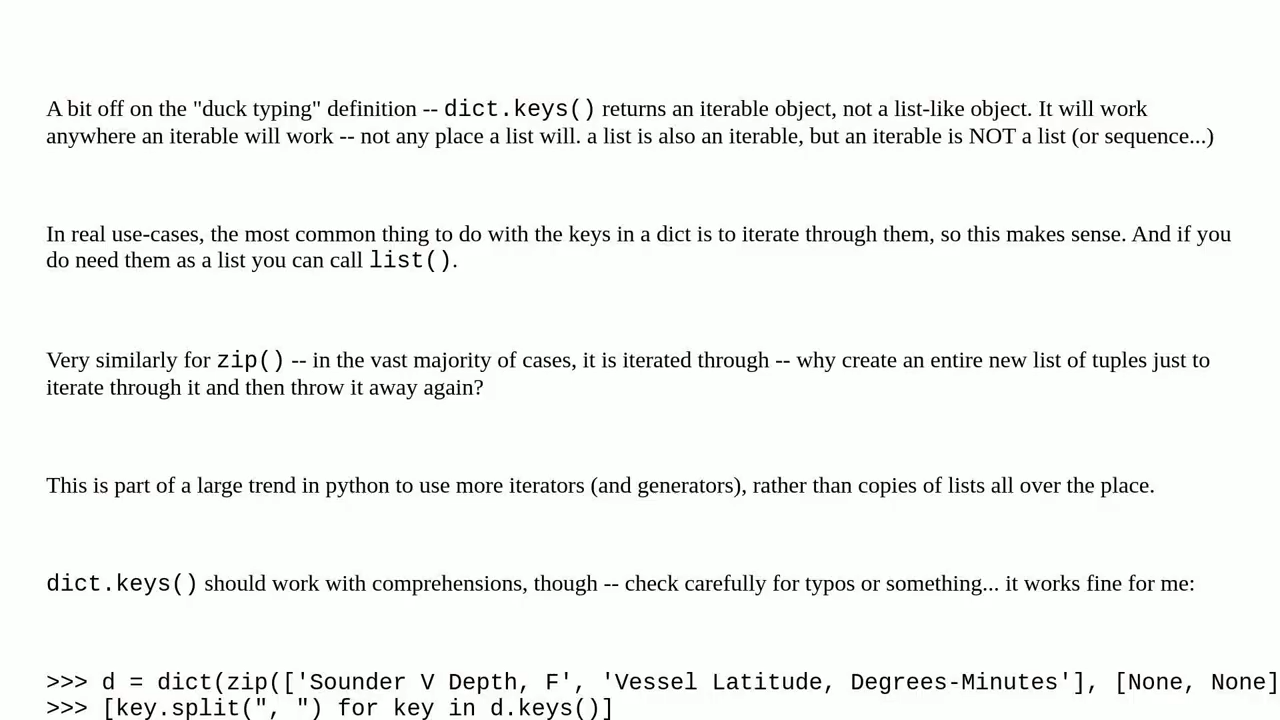 A bit off on the "duck typing" definition -- dict.keys() returns an iterable object, not a list-like object. It will work
anywhere an iterable will work -- not any place a list will. a list is also an iterable, but an iterable is NOT a list (or sequence...)
In real use-cases, the most common thing to do with the keys in a dict is to iterate through them, so this makes sense. And if you
do need them as a list you can call list().
Very similarly for zip() -- in the vast majority of cases, it is iterated through -- why create an entire new list of tuples just to
iterate through it and then throw it away again?
This is part of a large trend in python to use more iterators (and generators), rather than copies of lists all over the place.
dict.keys() should work with comprehensions, though -- check carefully for typos or something... it works fine for me:
>>> d = dict(zip(['Sounder V Depth, F', 'Vessel Latitude, Degrees-Minutes'], [None, None]
>>> [key.split(", ") for key in d.keys()]